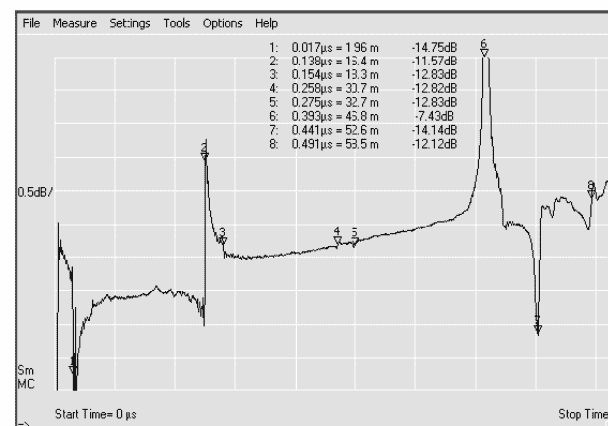 File Measure Settings Tools Options Help
1: 0.017µs = 1.96 m -14.75dB
2: 0.138µs = 16.4 m -11.57dB
3: 0.154µs = 18.3 m -12.83dB
4: 0.258µs = 30.7 m -12.82dB
5: 0.275µs = 32.7 m -12.83dB
6: 0.393µs = 46.8 m -7.43dB
7: 0.441µs = 52.6 m -14.14dB
8: 0.491µs = 58.5 m -12.12dB
6
2
0.5dB/
8
3
4
5
Sm
MC
Start Time= 0 µs
Stop Time
=>